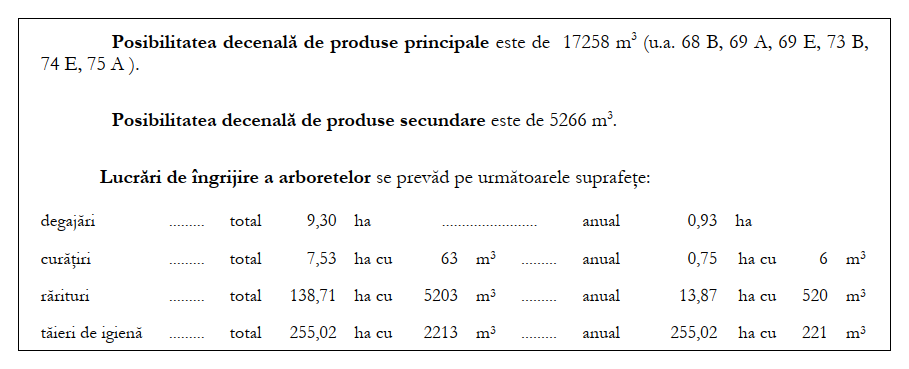 Posibilitatea decenală de produse principale este de 17258 m³ (u.a. 68 B, 69 A, 69 E, 73 B,
74 E, 75 A ).
Posibilitatea decenală de produse secundare este de 5266 m³.
Lucrări de îngrijire a arboretelor se prevăd pe următoarele suprafețe:
degajări ......... total 9,30 ha ........................ anual 0,93 ha
curățiri ......... total 7,53 ha cu 63 m³ ......... anual 0,75 ha cu 6 m³
rărituri ......... total 138,71 ha cu 5203 m³ ......... anual 13,87 ha cu 520 m³
tăieri de igienă ......... total 255,02 ha cu 2213 m³ ......... anual 255,02 ha cu 221 m³